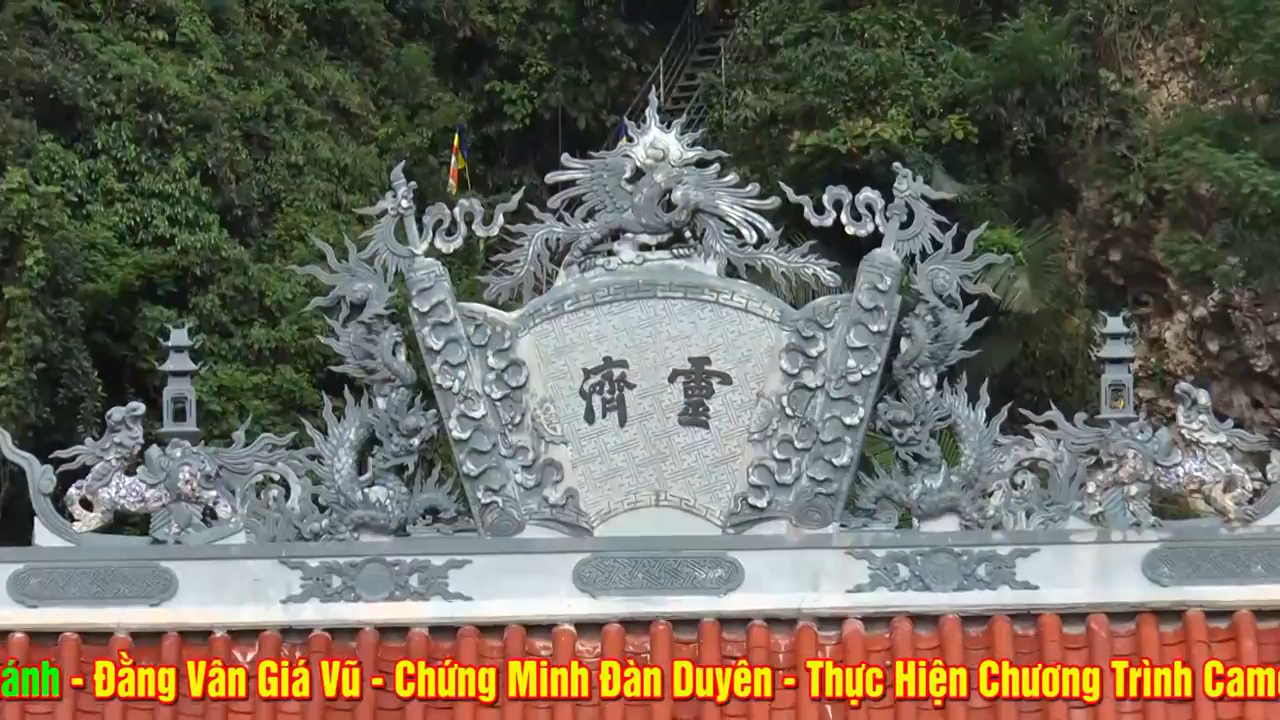 靈濟
ánh - Đằng Vân Giá Vũ - Chứng Minh Đàn Duyên - Thực Hiện Chương Trình Came